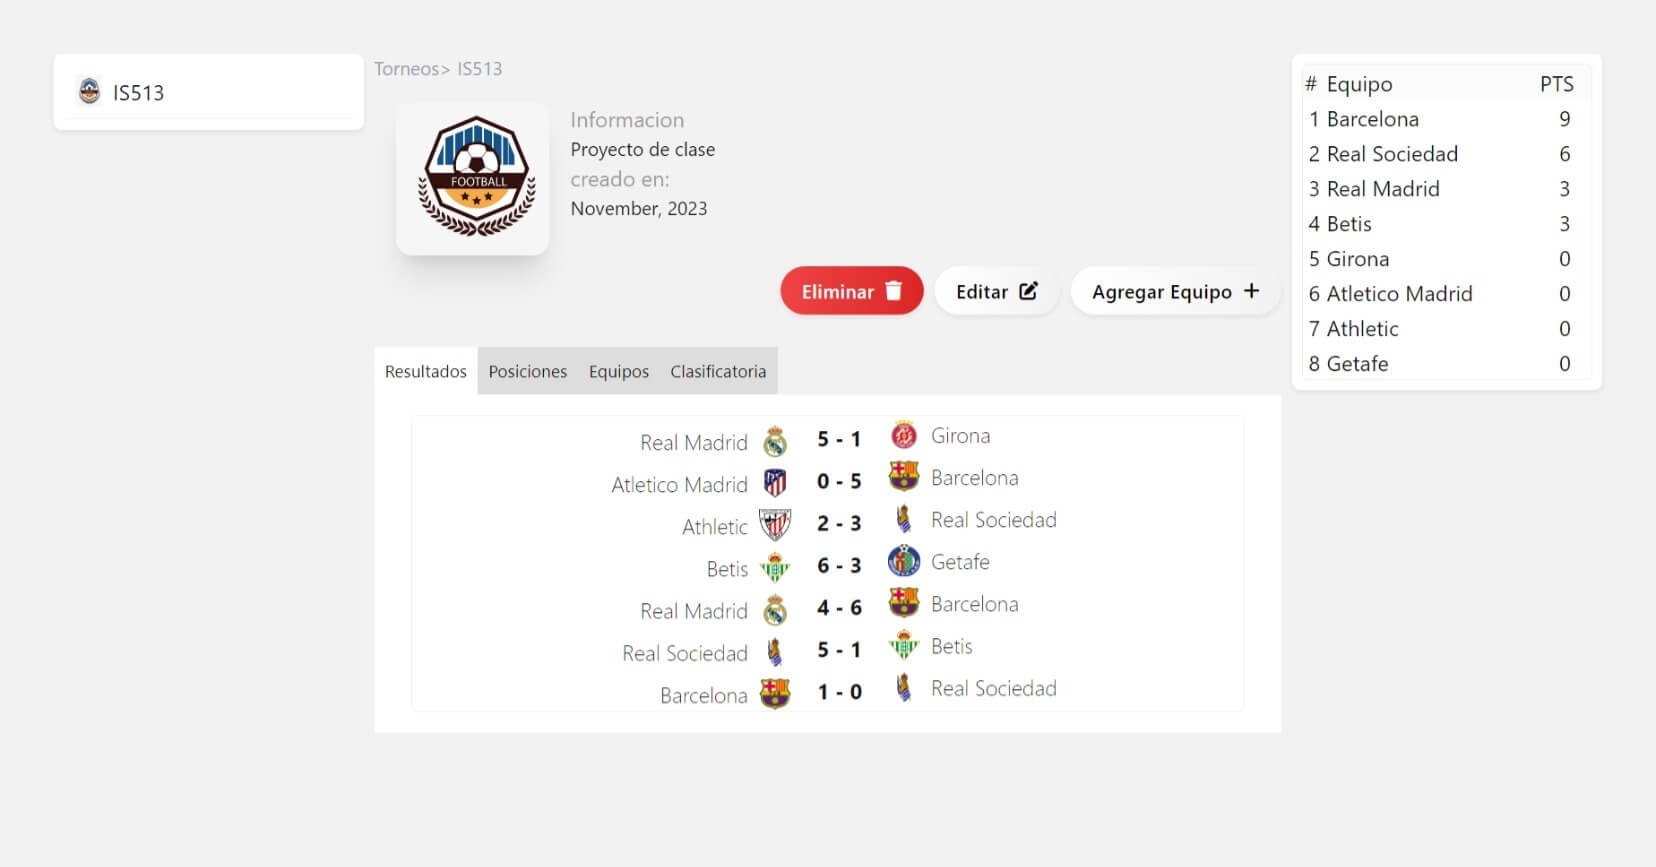 IS513
Torneos> IS513
FOOTBALL
Informacion
Proyecto de clase
creado en:
November, 2023
Eliminar
Editar
Agregar Equipo +
Resultados Posiciones Equipos Clasificatoria
Real Madrid 5 - 1 Girona
Atletico Madrid 0 - 5 Barcelona
Athletic 2 - 3 Real Sociedad
Betis 6 - 3 Getafe
Real Madrid 4 - 6 Barcelona
Real Sociedad 5 - 1 Betis
Barcelona 1 - 0 Real Sociedad
# Equipo PTS
1 Barcelona 9
2 Real Sociedad 6
3 Real Madrid 3
4 Betis 3
5 Girona 0
6 Atletico Madrid 0
7 Athletic 0
8 Getafe 0